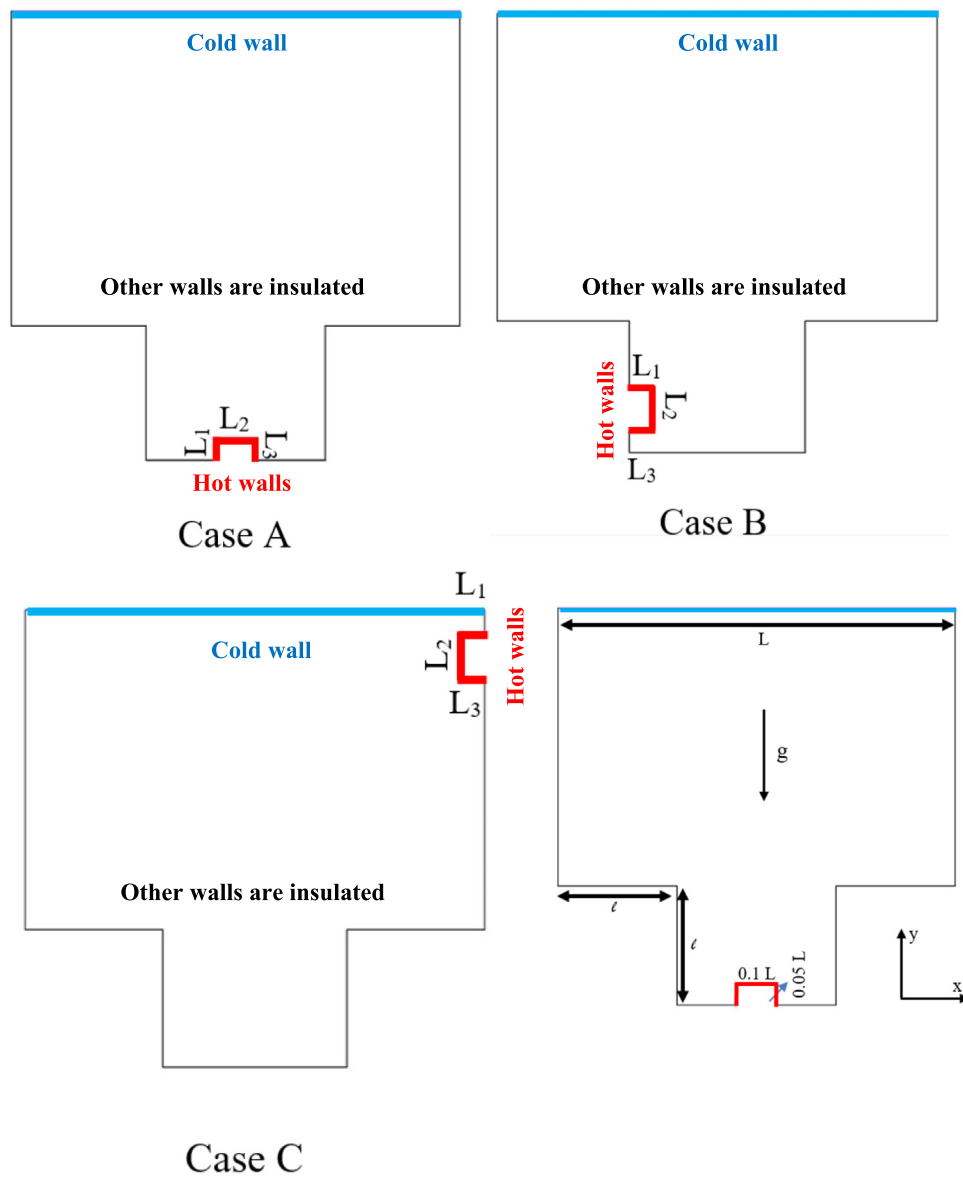 Cold wall
Other walls are insulated
L1
L2
L3
Hot walls
Case A
Cold wall
Other walls are insulated
Hot walls
L1
L2
L3
Case B
L1
Cold wall
L2
Hot walls
L3
Other walls are insulated
Case C
L
g
ℓ
ℓ
0.1 L
0.05 L
y
x